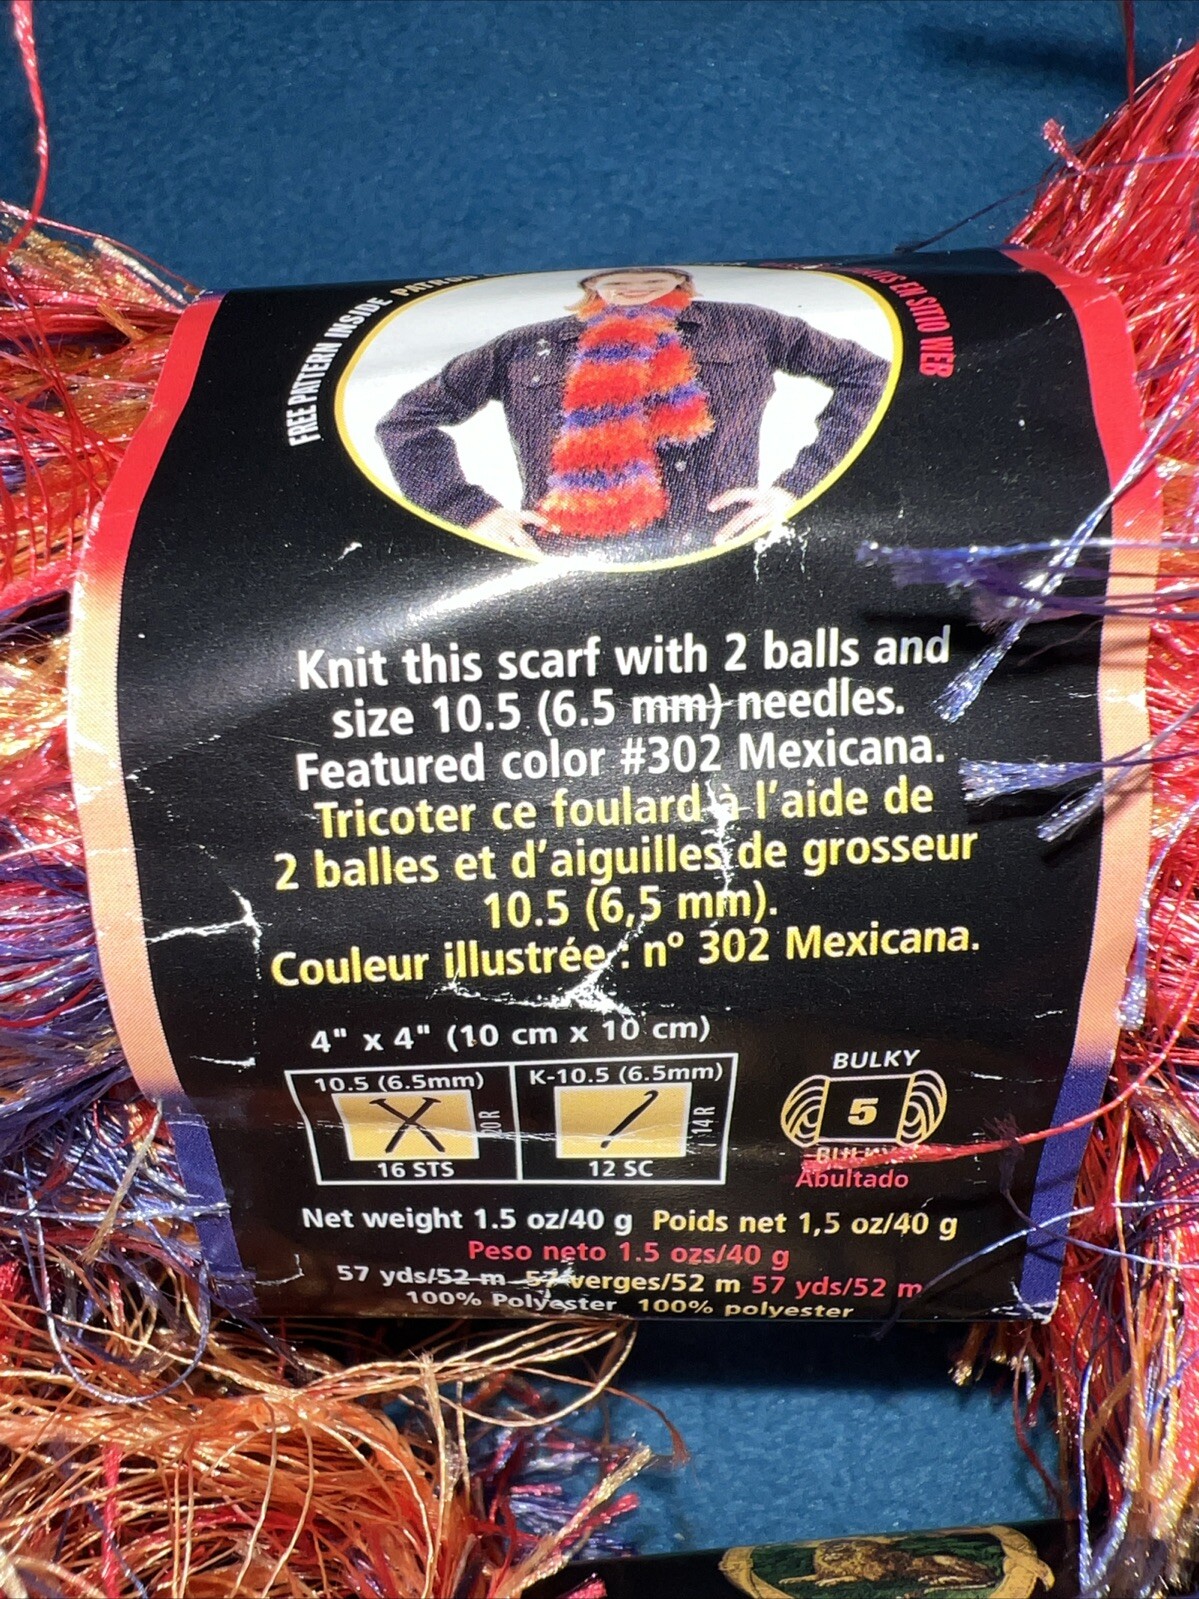 FREE PATTERN INSIDE
EN SITIO WEB
Knit this scarf with 2 balls and
size 10.5 (6.5 mm) needles.
Featured color #302 Mexicana.
Tricoter ce foulard à l'aide de
2 balles et d'aiguilles de grosseur
10.5 (6,5 mm).
Couleur illustrée : nº 302 Mexicana.
4" x 4" (10 cm x 10 cm)
10.5 (6.5mm)
20 R
16 STS
K-10.5 (6.5mm)
14 R
12 SC
BULKY
5
Abultado
Net weight 1.5 oz/40 g Poids net 1,5 oz/40 g
Peso neto 1.5 ozs/40 g
57 yds/52 m 57 verges/52 m 57 yds/52 m
100% Polyester 100% polyester